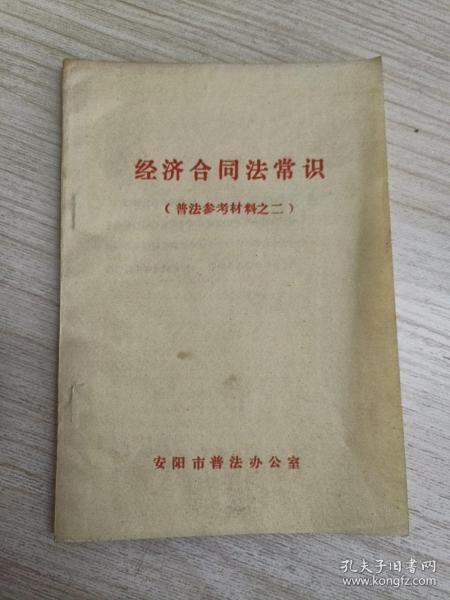 经济合同法常识
（普法参考材料之二）
安阳市普法办公室
孔夫子旧书网
www.kongfz.com